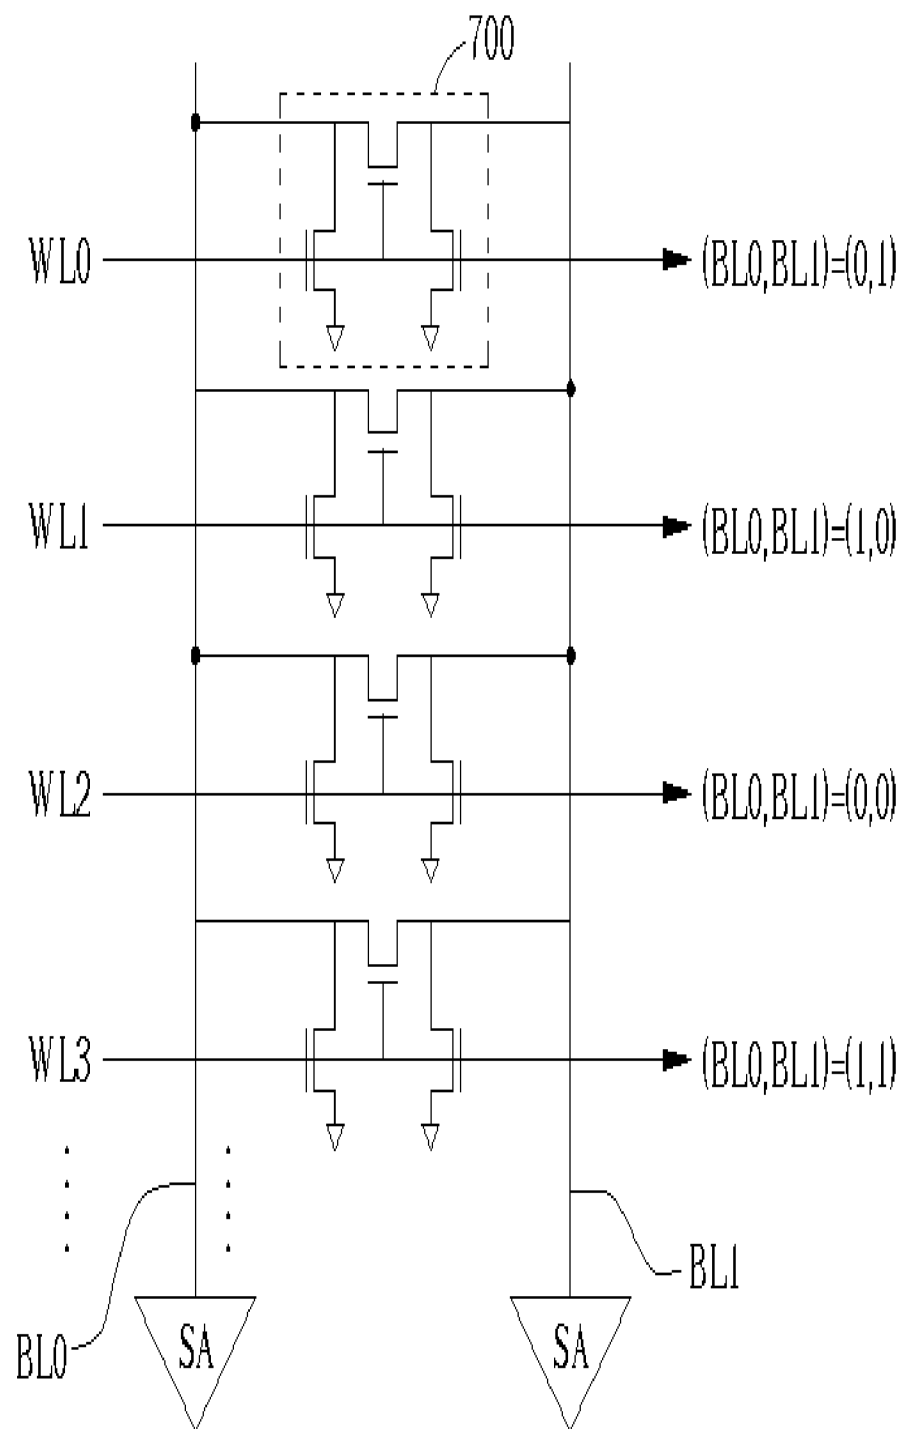 700
WL0 (BL0,BL1)=(0,1)
WL1 (BL0,BL1)=(1,0)
WL2 (BL0,BL1)=(0,0)
WL3 (BL0,BL1)=(1,1)
BL1
BL0
SA SA